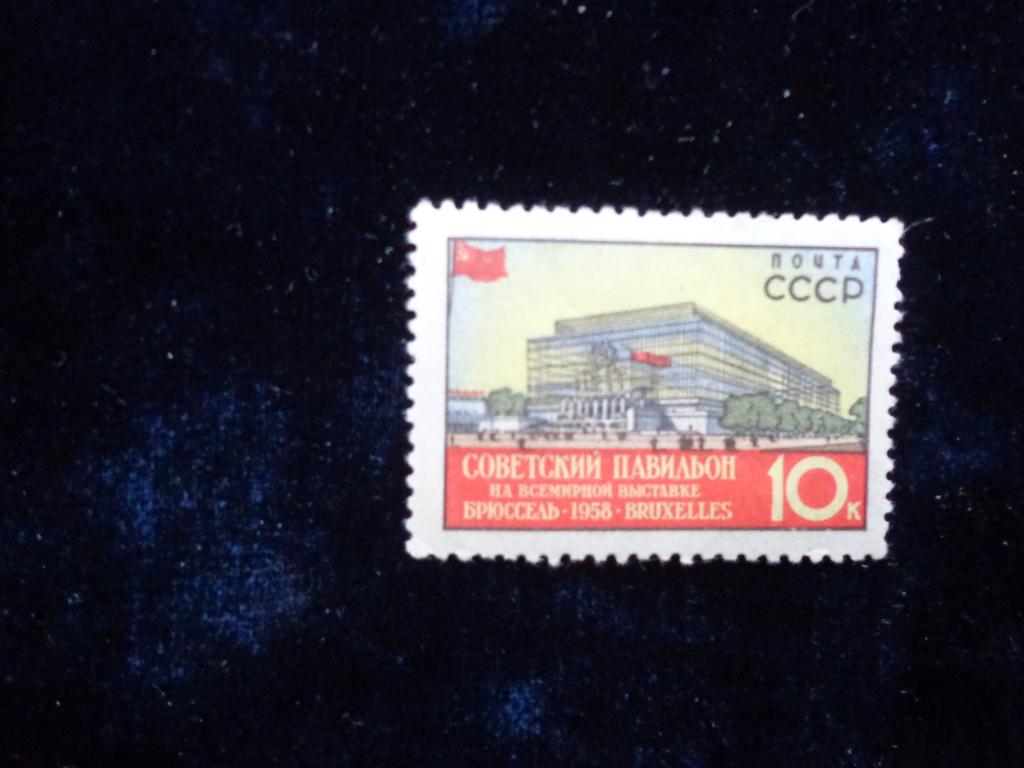 ПОЧТА
СССР
СОВЕТСКИЙ ПАВИЛЬОН
НА ВСЕМИРНОЙ ВЫСТАВКЕ
БРЮССЕЛЬ · 1958 · BRUXELLES
10к